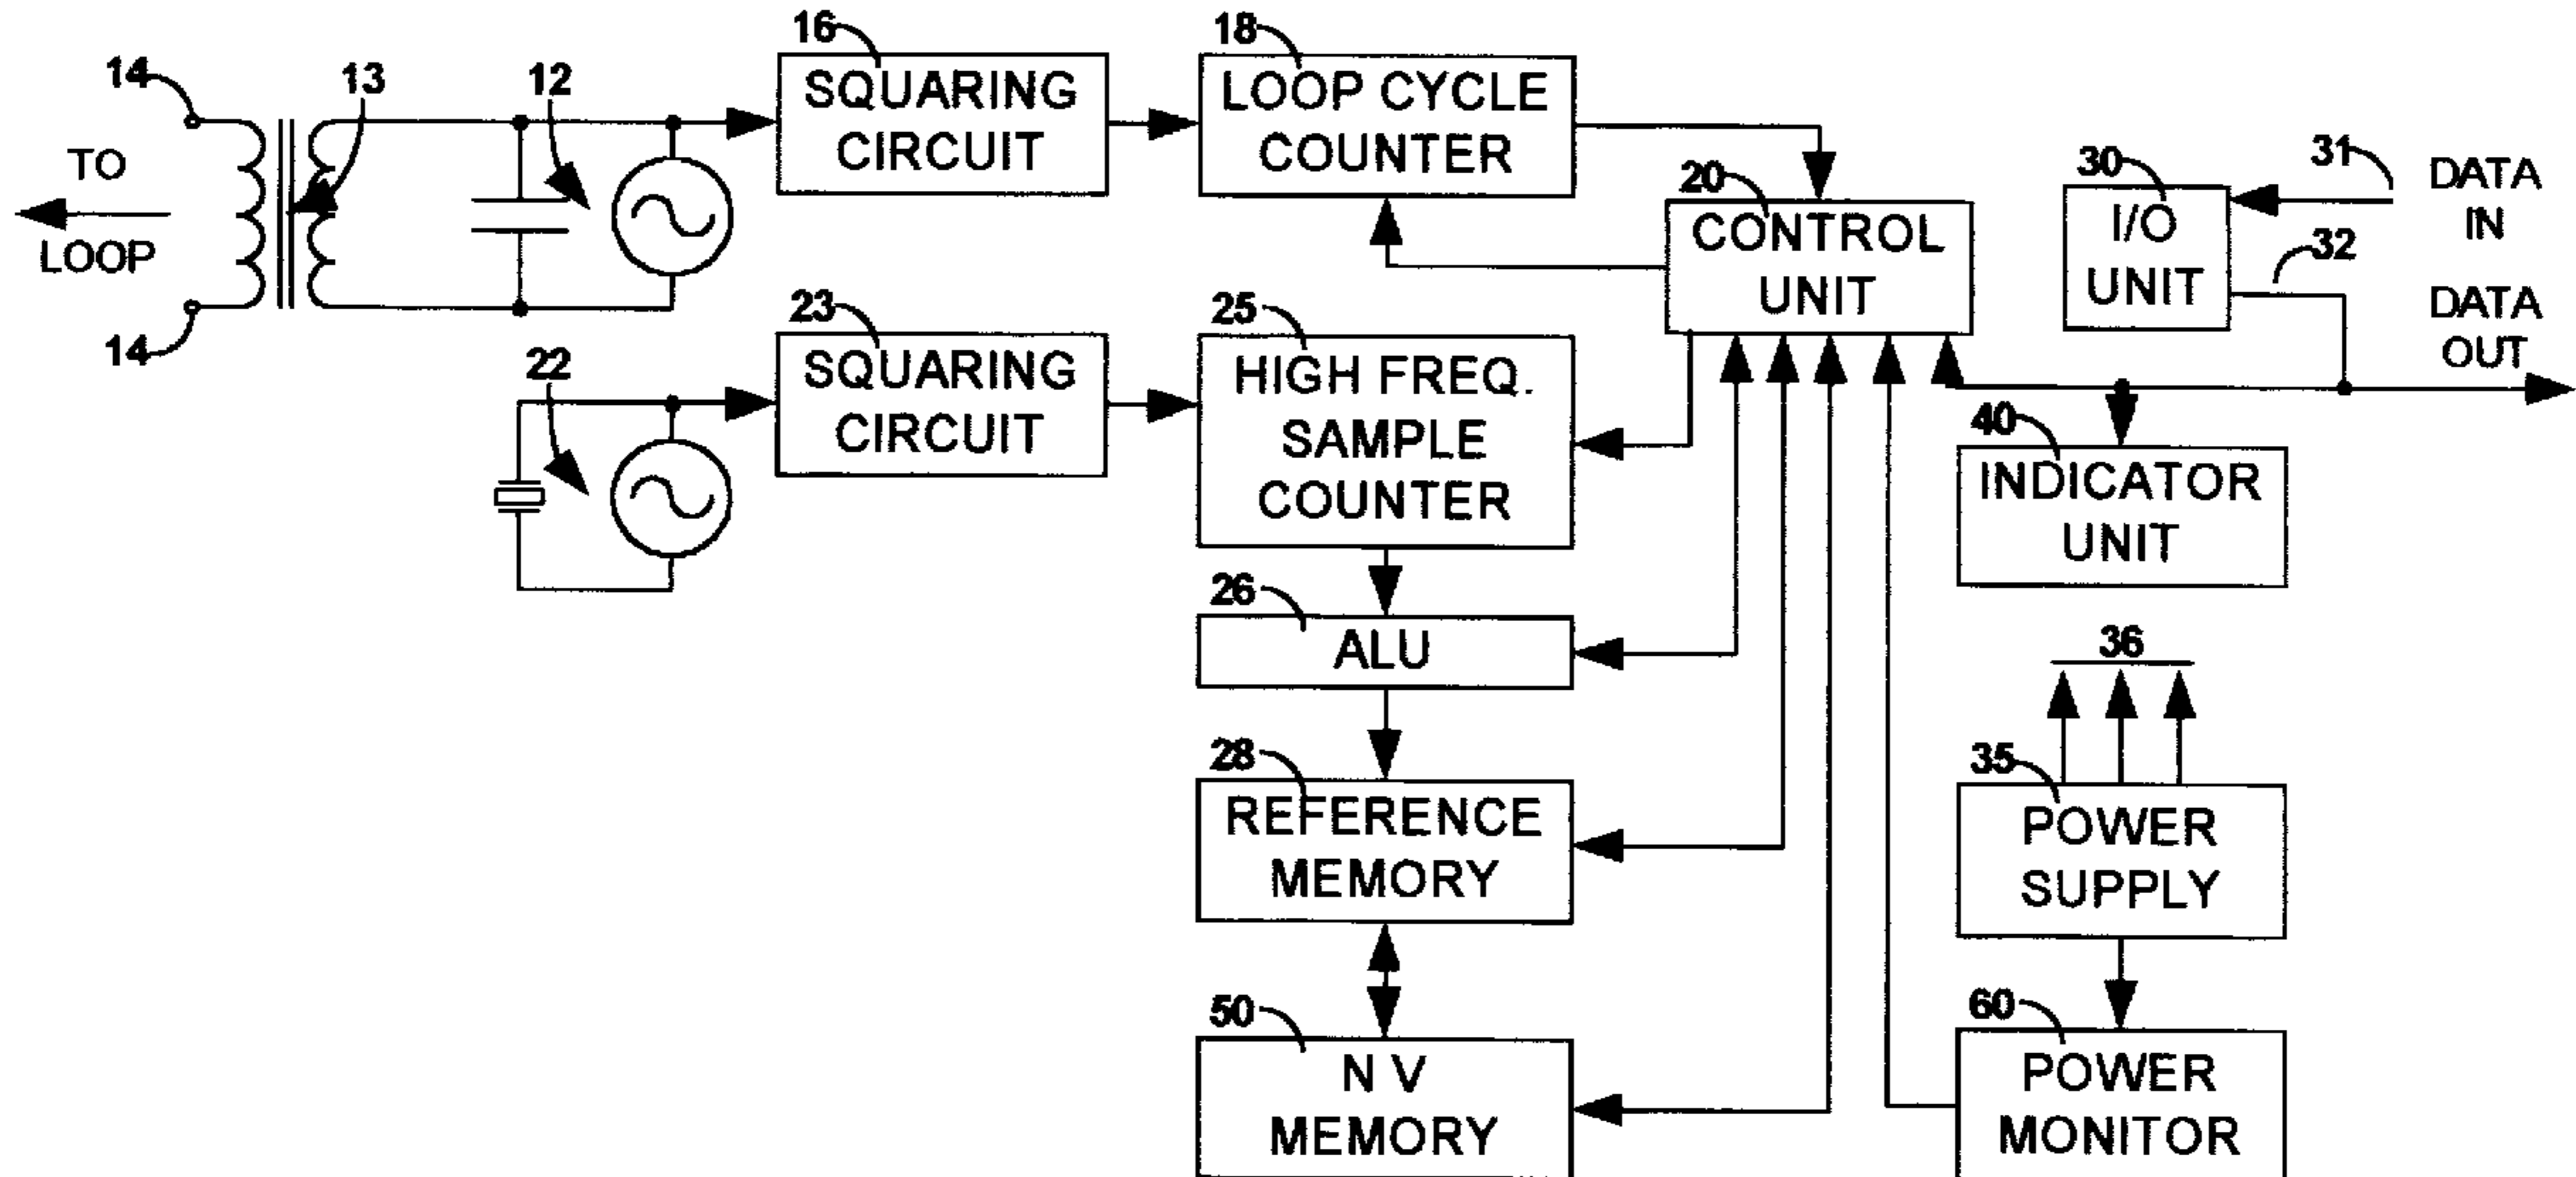 14
13
12
TO
LOOP
14
16
SQUARING
CIRCUIT
18
LOOP CYCLE
COUNTER
20
CONTROL
UNIT
30
I/O
UNIT
31
DATA
IN
32
DATA
OUT
22
23
SQUARING
CIRCUIT
25
HIGH FREQ.
SAMPLE
COUNTER
40
INDICATOR
UNIT
26
ALU
36
28
REFERENCE
MEMORY
35
POWER
SUPPLY
50
N V
MEMORY
60
POWER
MONITOR